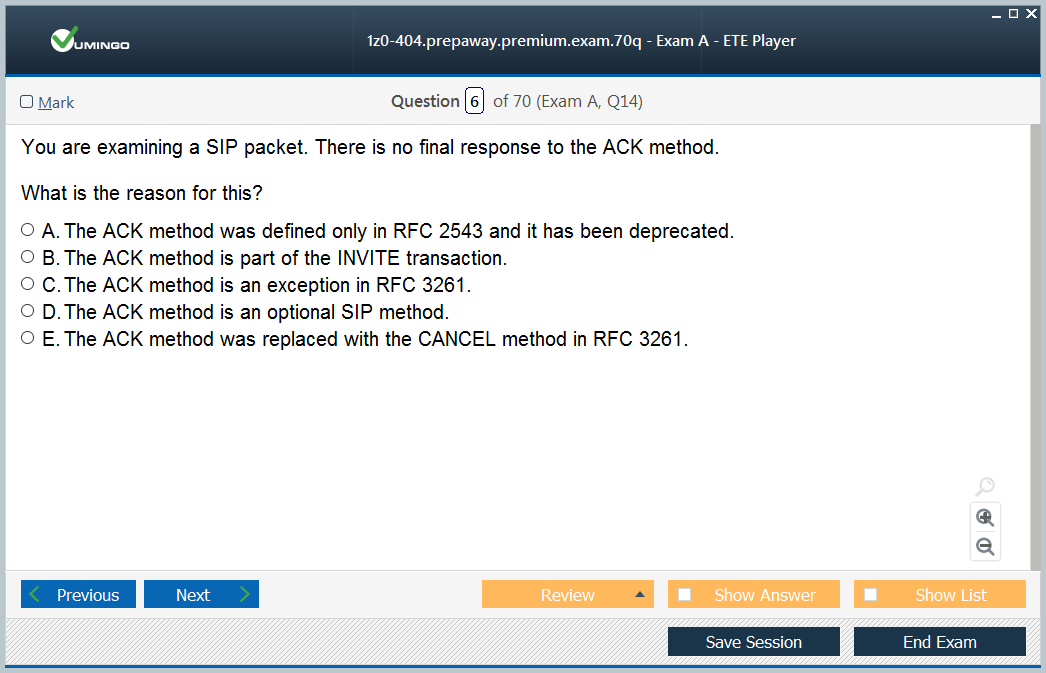 VUMINGO
1z0-404.prepaway.premium.exam.70q - Exam A - ETE Player
Mark
Question 6 of 70 (Exam A, Q14)
You are examining a SIP packet. There is no final response to the ACK method.
What is the reason for this?
A. The ACK method was defined only in RFC 2543 and it has been deprecated.
B. The ACK method is part of the INVITE transaction.
C. The ACK method is an exception in RFC 3261.
D. The ACK method is an optional SIP method.
E. The ACK method was replaced with the CANCEL method in RFC 3261.
Previous Next Review Show Answer Show List
Save Session End Exam